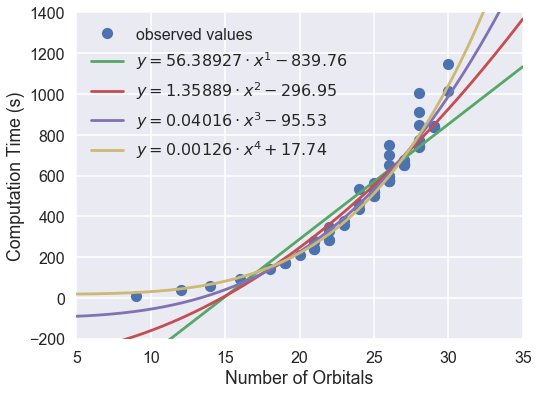 1400
1200
1000
800
600
400
200
0
−200
Computation Time (s)
observed values
y = 56.38927 · x¹ − 839.76
y = 1.35889 · x² − 296.95
y = 0.04016 · x³ − 95.53
y = 0.00126 · x⁴ + 17.74
5 10 15 20 25 30 35
Number of Orbitals